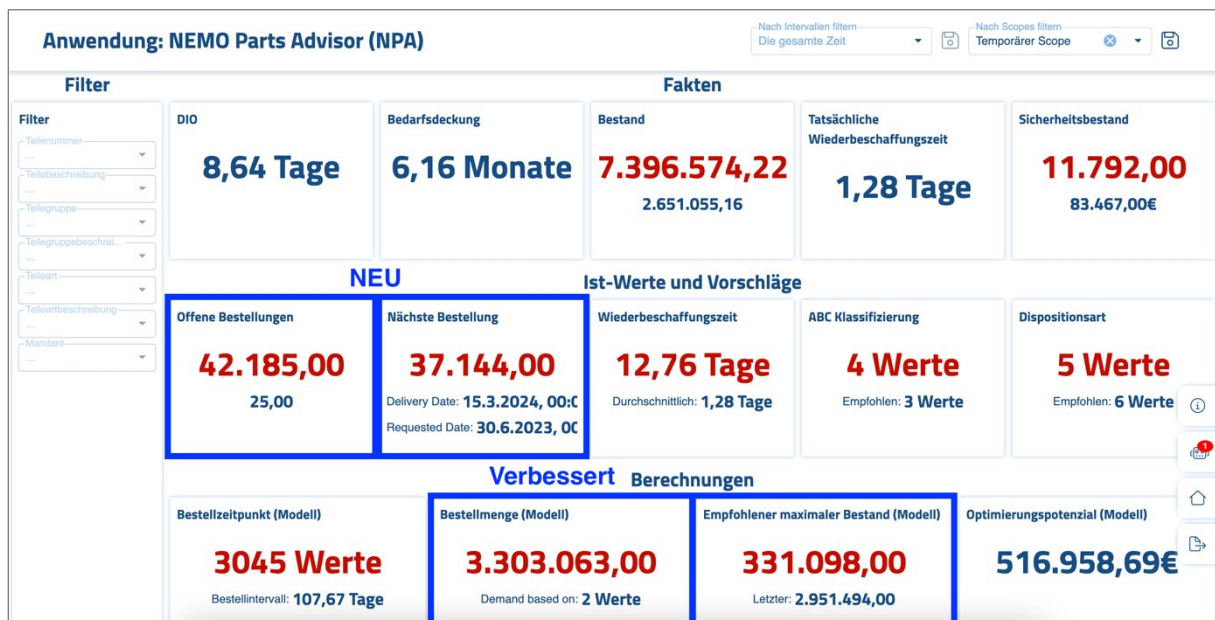 Anwendung: NEMO Parts Advisor (NPA)
Nach Intervallen filtern
Die gesamte Zeit
Nach Scopes filtern
Temporärer Scope
Filter
Fakten
Filter
Teilenummer
...
Teilebeschreibung
...
Teilegruppe
...
Teilegruppebeschrei...
...
Teileart
...
Teileartbeschreibung
...
Mandant
...
DIO
8,64 Tage
Bedarfsdeckung
6,16 Monate
Bestand
7.396.574,22
2.651.055,16
Tatsächliche
Wiederbeschaffungszeit
1,28 Tage
Sicherheitsbestand
11.792,00
83.467,00€
NEU
Ist-Werte und Vorschläge
Offene Bestellungen
42.185,00
25,00
Nächste Bestellung
37.144,00
Delivery Date: 15.3.2024, 00:0
Requested Date: 30.6.2023, 00
Wiederbeschaffungszeit
12,76 Tage
Durchschnittlich: 1,28 Tage
ABC Klassifizierung
4 Werte
Empfohlen: 3 Werte
Dispositionsart
5 Werte
Empfohlen: 6 Werte
1
Verbessert
Berechnungen
Bestellzeitpunkt (Modell)
3045 Werte
Bestellintervall: 107,67 Tage
Bestellmenge (Modell)
3.303.063,00
Demand based on: 2 Werte
Empfohlener maximaler Bestand (Modell)
331.098,00
Letzter: 2.951.494,00
Optimierungspotenzial (Modell)
516.958,69€